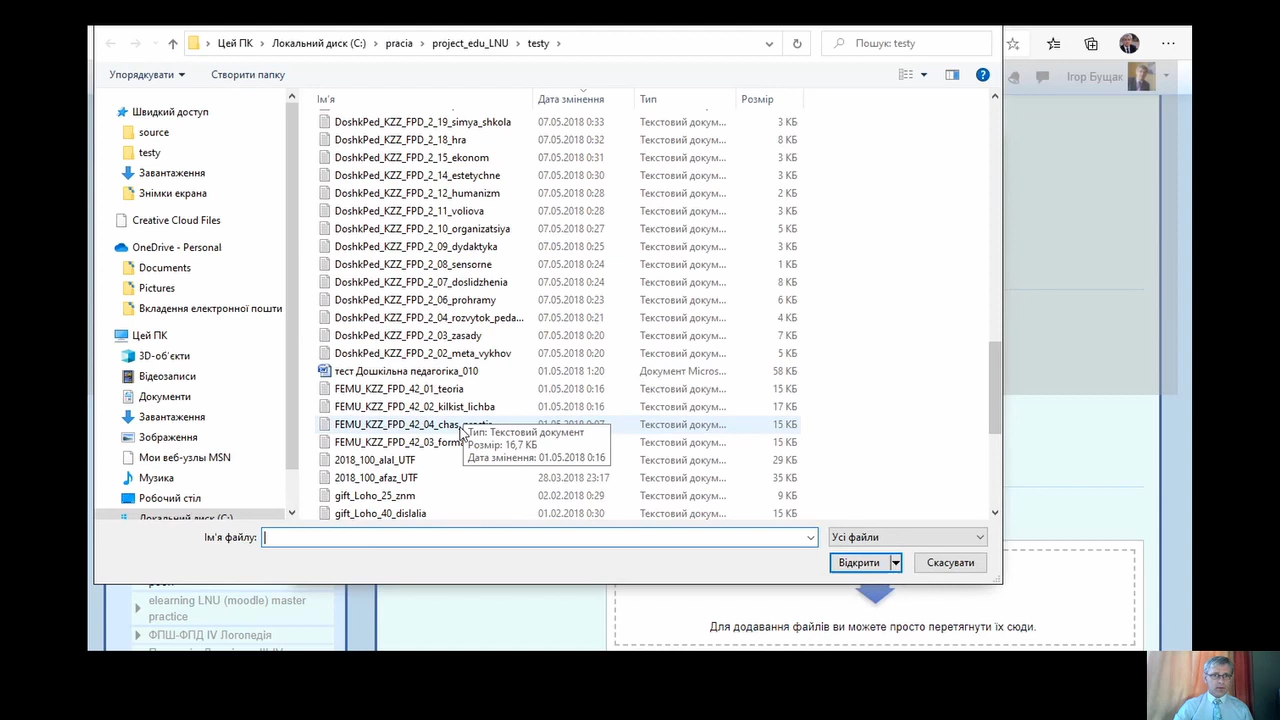 Цей ПК > Локальний диск (C:) > pracia > project_edu_LNU > testy >
Пошук: testy
Упорядкувати
Створити папку
Ігор Бущак
Швидкий доступ
source
testy
Завантаження
Знімки екрана
Creative Cloud Files
OneDrive - Personal
Documents
Pictures
Вкладення електронної пошти
Цей ПК
3D-об'єкти
Відеозаписи
Документи
Завантаження
Зображення
Мои веб-узлы MSN
Музика
Робочий стіл
Локальний диск (C:)
Ім'я Дата змінення Тип Розмір
DoshkPed_KZZ_FPD_2_19_simya_shkola 07.05.2018 0:33 Текстовий докум... 3 КБ
DoshkPed_KZZ_FPD_2_18_hra 07.05.2018 0:32 Текстовий докум... 8 КБ
DoshkPed_KZZ_FPD_2_15_ekonom 07.05.2018 0:31 Текстовий докум... 3 КБ
DoshkPed_KZZ_FPD_2_14_estetychne 07.05.2018 0:30 Текстовий докум... 3 КБ
DoshkPed_KZZ_FPD_2_12_humanizm 07.05.2018 0:28 Текстовий докум... 3 КБ
DoshkPed_KZZ_FPD_2_11_voliova 07.05.2018 0:28 Текстовий докум... 3 КБ
DoshkPed_KZZ_FPD_2_10_organizatsiya 07.05.2018 0:27 Текстовий докум... 5 КБ
DoshkPed_KZZ_FPD_2_09_dydaktyka 07.05.2018 0:25 Текстовий докум... 3 КБ
DoshkPed_KZZ_FPD_2_08_sensorne 07.05.2018 0:24 Текстовий докум... 1 КБ
DoshkPed_KZZ_FPD_2_07_doslidzhenia 07.05.2018 0:24 Текстовий докум... 8 КБ
DoshkPed_KZZ_FPD_2_06_prohramy 07.05.2018 0:23 Текстовий докум... 6 КБ
DoshkPed_KZZ_FPD_2_04_rozvytok_peda... 07.05.2018 0:21 Текстовий докум... 4 КБ
DoshkPed_KZZ_FPD_2_03_zasady 07.05.2018 0:20 Текстовий докум... 7 КБ
DoshkPed_KZZ_FPD_2_02_meta_vykhov 07.05.2018 0:20 Текстовий докум... 5 КБ
тест Дошкільна педагогіка_010 01.05.2018 1:20 Документ Micros... 58 КБ
FEMU_KZZ_FPD_42_01_teoria 01.05.2018 0:16 Текстовий докум... 15 КБ
FEMU_KZZ_FPD_42_02_kilkist_lichba 01.05.2018 0:16 Текстовий докум... 17 КБ
FEMU_KZZ_FPD_42_04_chas Текстовий докум... 15 КБ
FEMU_KZZ_FPD_42_03_form Текстовий докум... 15 КБ
Тип: Текстовий документ
Розмір: 16,7 КБ
Дата змінення: 01.05.2018 0:16
2018_100_alal_UTF Текстовий докум... 29 КБ
2018_100_afaz_UTF 28.03.2018 23:17 Текстовий докум... 35 КБ
gift_Loho_25_znm 02.02.2018 0:29 Текстовий докум... 9 КБ
gift_Loho_40_dislalia 01.02.2018 0:30 Текстовий докум... 15 КБ
Ім'я файлу:
Усі файли
Відкрити
Скасувати
elearning LNU (moodle) master
practice
ФПШ-ФПД IV Логопедія
Для додавання файлів ви можете просто перетягнути їх сюди.